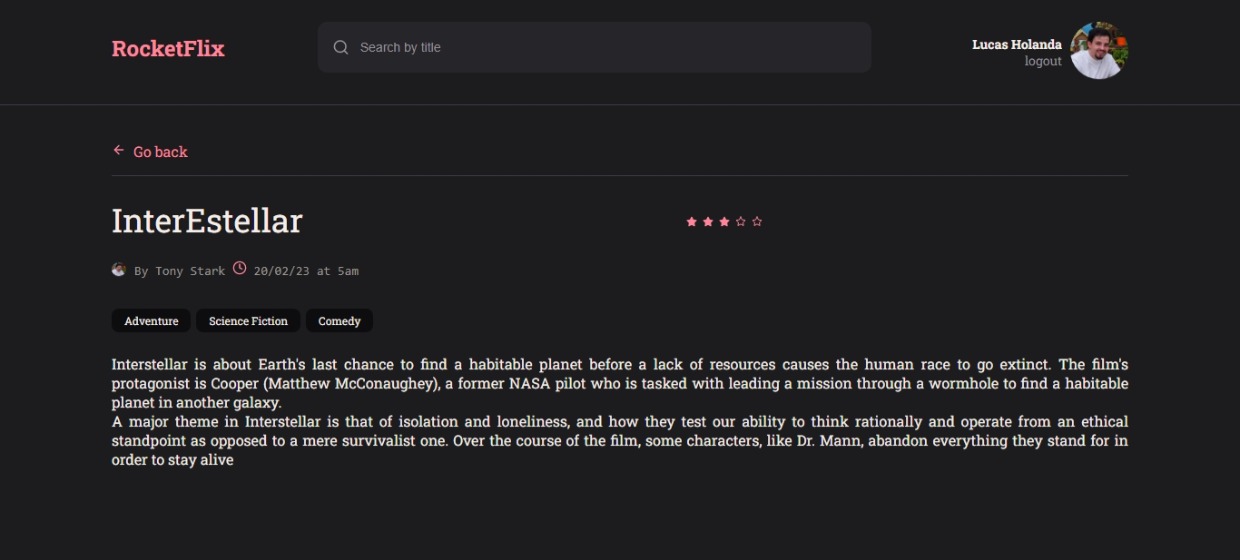 RocketFlix
Search by title
Lucas Holanda
logout
Go back
InterEstellar
By Tony Stark 20/02/23 at 5am
Adventure Science Fiction Comedy
Interstellar is about Earth's last chance to find a habitable planet before a lack of resources causes the human race to go extinct. The film's
protagonist is Cooper (Matthew McConaughey), a former NASA pilot who is tasked with leading a mission through a wormhole to find a habitable
planet in another galaxy.
A major theme in Interstellar is that of isolation and loneliness, and how they test our ability to think rationally and operate from an ethical
standpoint as opposed to a mere survivalist one. Over the course of the film, some characters, like Dr. Mann, abandon everything they stand for in
order to stay alive